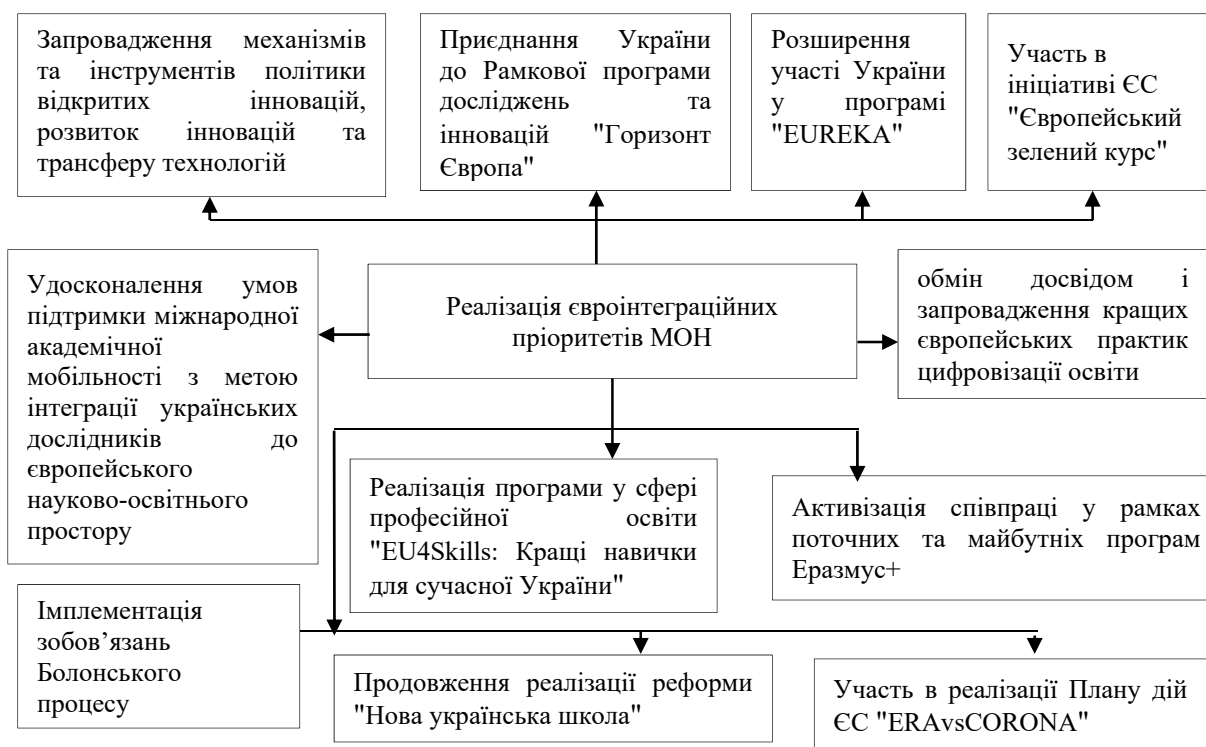 Запровадження механізмів
та інструментів політики
відкритих інновацій,
розвиток інновацій та
трансферу технологій
Приєднання України
до Рамкової програми
досліджень та
інновацій "Горизонт
Європа"
Розширення
участі України
у програмі
"EUREKA"
Участь в
ініціативі ЄС
"Європейський
зелений курс"
Удосконалення умов
підтримки міжнародної
академічної
мобільності з метою
інтеграції українських
дослідників до
європейського
науково-освітнього
простору
Реалізація євроінтеграційних
пріоритетів МОН
обмін досвідом і
запровадження кращих
європейських практик
цифровізації освіти
Реалізація програми у сфері
професійної освіти
"EU4Skills: Кращі навички
для сучасної України"
Активізація співпраці у рамках
поточних та майбутніх програм
Еразмус+
Імплементація
зобов’язань
Болонського
процесу
Продовження реалізації реформи
"Нова українська школа"
Участь в реалізації Плану дій
ЄС "ERAvsCORONA"